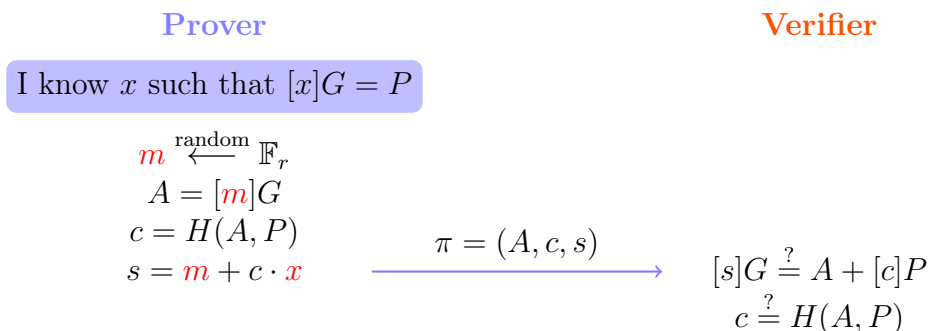 Prover
Verifier
I know x such that [x]G = P
m ←random 𝔽_r
A = [m]G
c = H(A, P)
s = m + c · x
π = (A, c, s)
[s]G ?= A + [c]P
c ?= H(A, P)